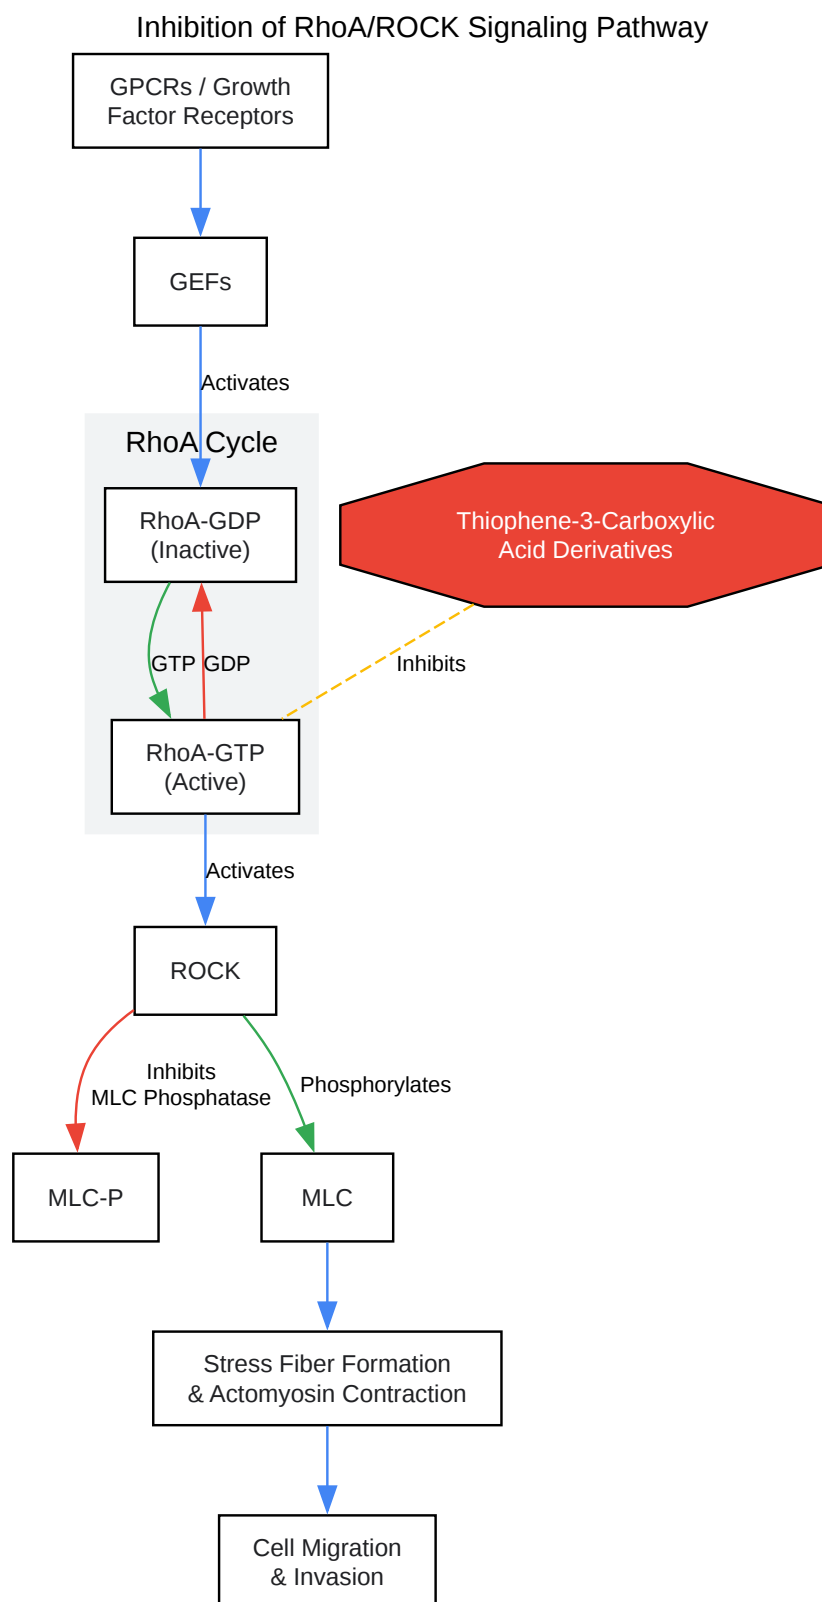 Inhibition of RhoA/ROCK Signaling Pathway
GPCRs / Growth
Factor Receptors
GEFs
Activates
RhoA Cycle
RhoA-GDP
(Inactive)
Thiophene-3-Carboxylic
Acid Derivatives
GTP
GDP
Inhibits
RhoA-GTP
(Active)
Activates
ROCK
Inhibits
MLC Phosphatase
Phosphorylates
MLC-P
MLC
Stress Fiber Formation
& Actomyosin Contraction
Cell Migration
& Invasion